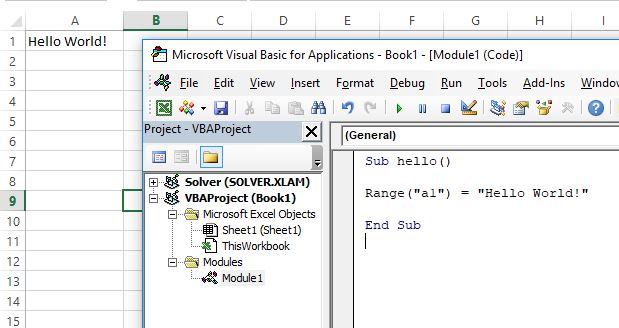 A B C D E F G H I
1 Hello World!
2
3
4
5
6
7
8
9
10
11
12
13
14
15
Microsoft Visual Basic for Applications - Book1 - [Module1 (Code)]
File Edit View Insert Format Debug Run Tools Add-Ins
Project - VBAProject
(General)
Solver (SOLVER.XLAM)
VBAProject (Book1)
Microsoft Excel Objects
Sheet1 (Sheet1)
ThisWorkbook
Modules
Module1
Sub hello()
Range("a1") = "Hello World!"
End Sub